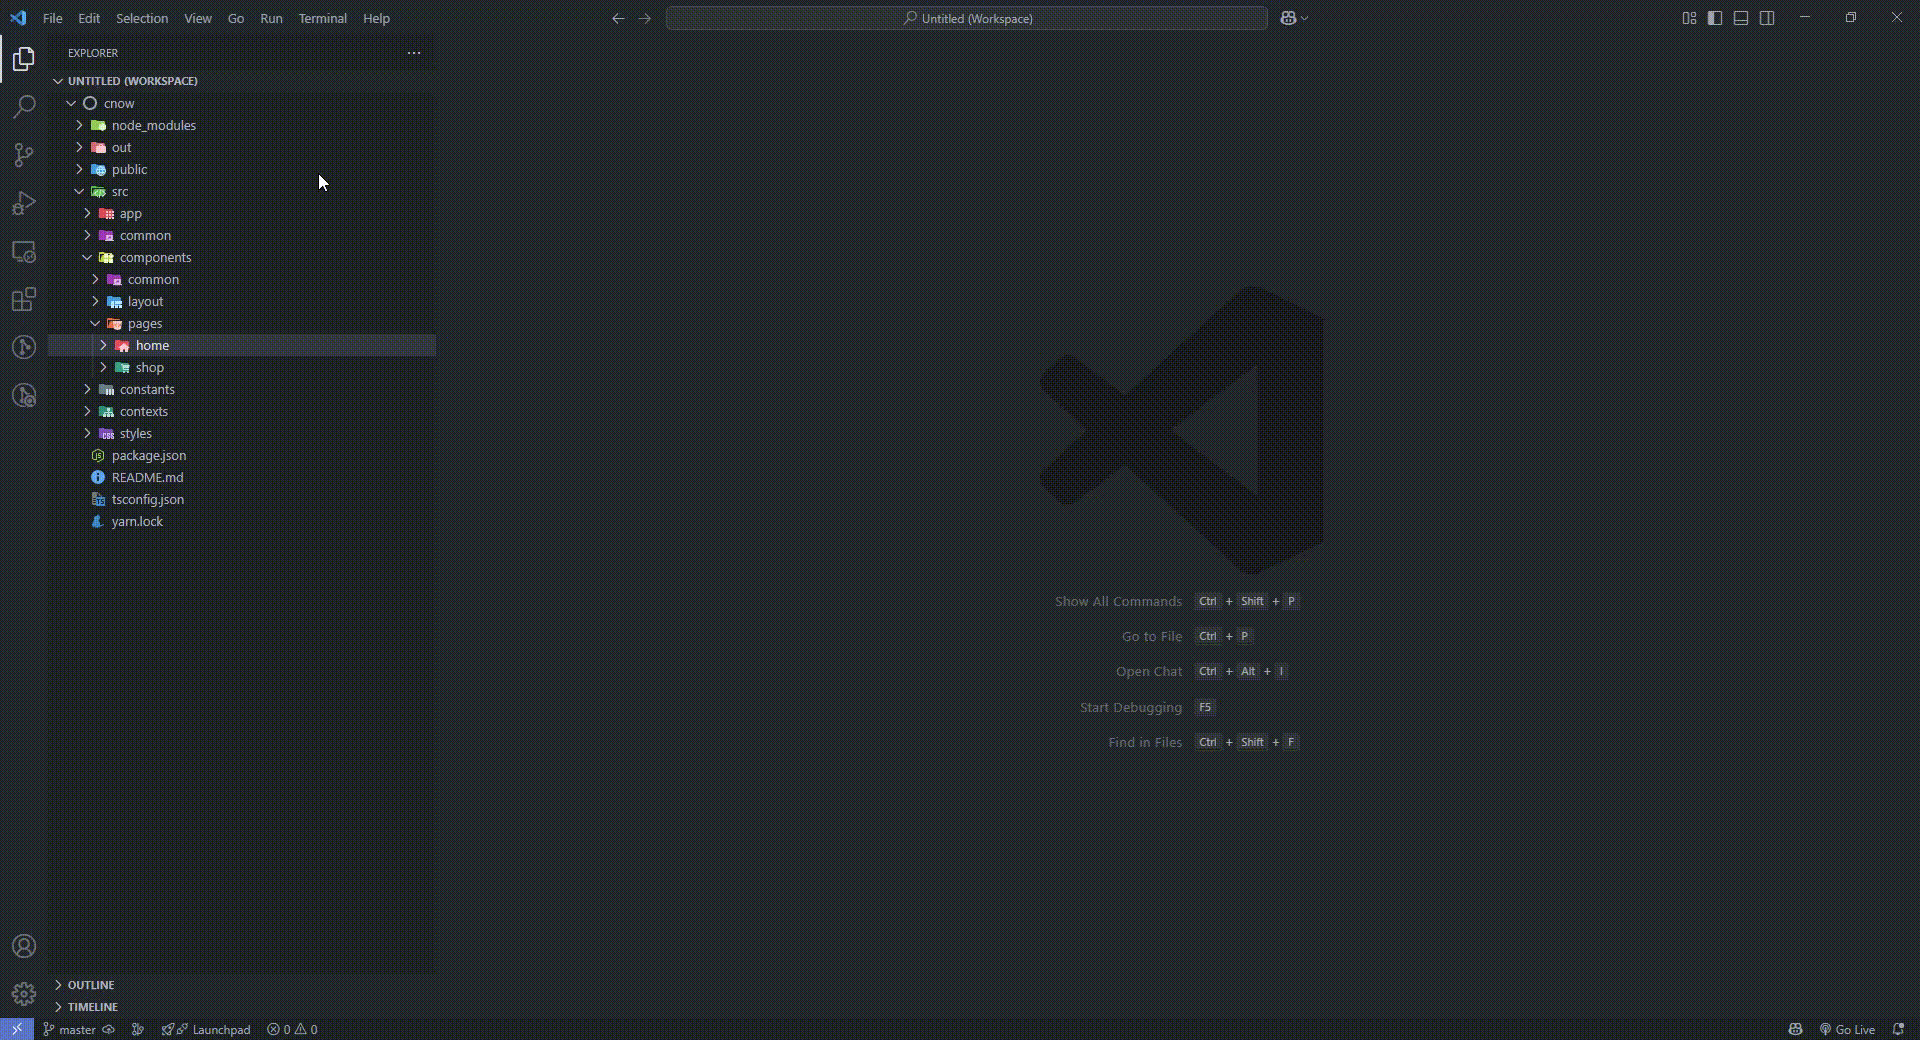 File Edit Selection View Go Run Terminal Help
Untitled (Workspace)
EXPLORER
UNTITLED (WORKSPACE)
cnow
node_modules
out
public
src
app
common
components
common
layout
pages
home
shop
constants
contexts
styles
package.json
README.md
tsconfig.json
yarn.lock
Show All Commands Ctrl + Shift + P
Go to File Ctrl + P
Open Chat Ctrl + Alt + I
Start Debugging F5
Find in Files Ctrl + Shift + F
OUTLINE
TIMELINE
master Launchpad 0 0 Go Live